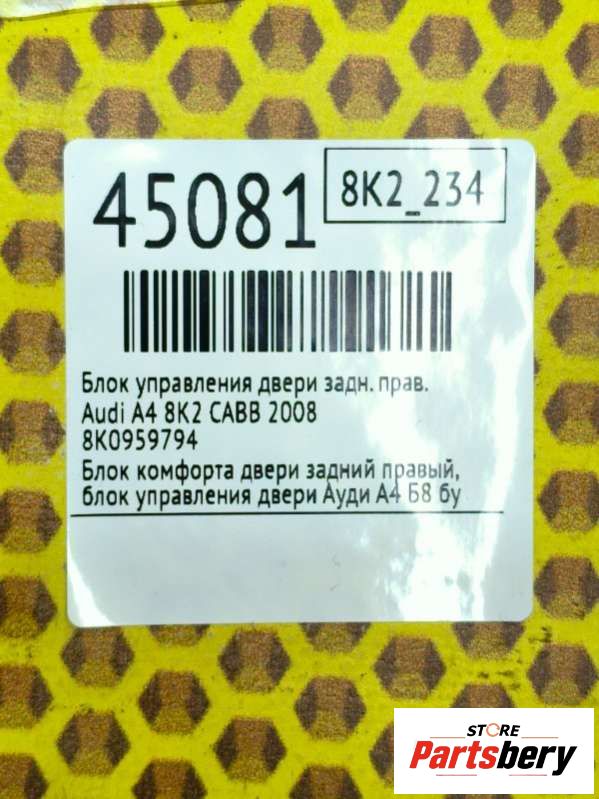 45081
8K2_234
Блок управления двери задн. прав.
Audi A4 8K2 CABB 2008
8K0959794
Блок комфорта двери задний правый,
блок управления двери Ауди А4 Б8 бу
STORE
Partsbery